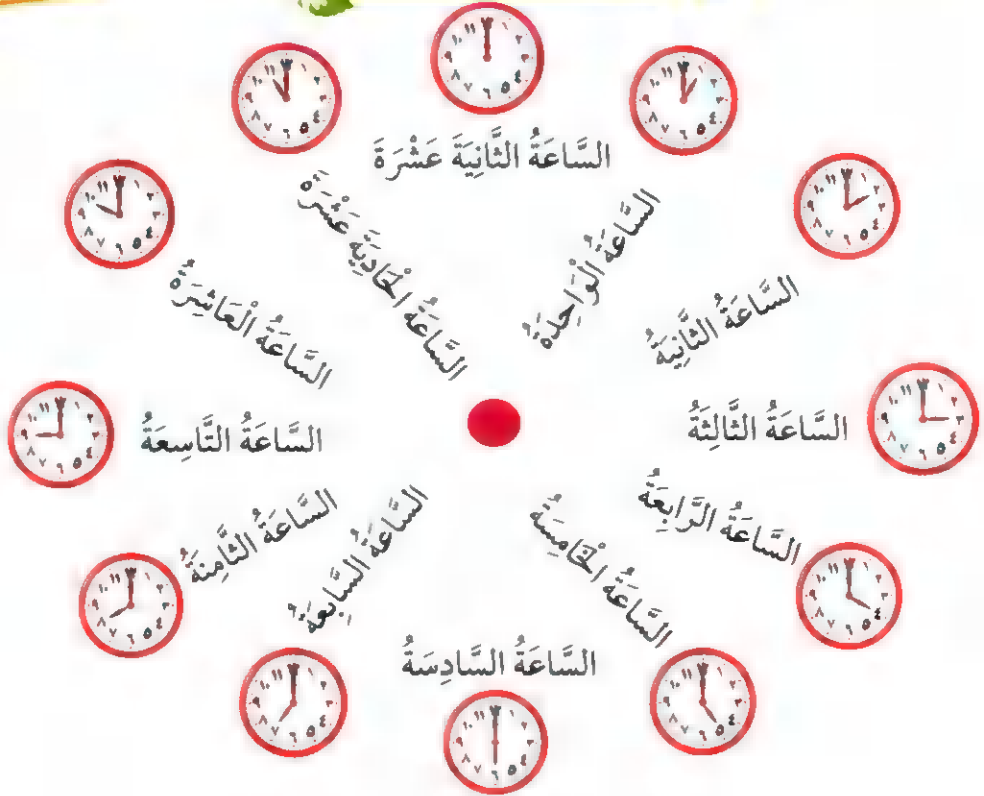 السَّاعَةُ الثَّانِيَةَ عَشْرَةَ
السَّاعَةُ الْوَاحِدَةُ
السَّاعَةُ الثَّانِيَةُ
السَّاعَةُ الثَّالِثَةُ
السَّاعَةُ الرَّابِعَةُ
السَّاعَةُ الْخَامِسَةُ
السَّاعَةُ السَّادِسَةُ
السَّاعَةُ السَّابِعَةُ
السَّاعَةُ الثَّامِنَةُ
السَّاعَةُ التَّاسِعَةُ
السَّاعَةُ الْعَاشِرَةُ
السَّاعَةُ الْحَادِيَةَ عَشْرَةَ